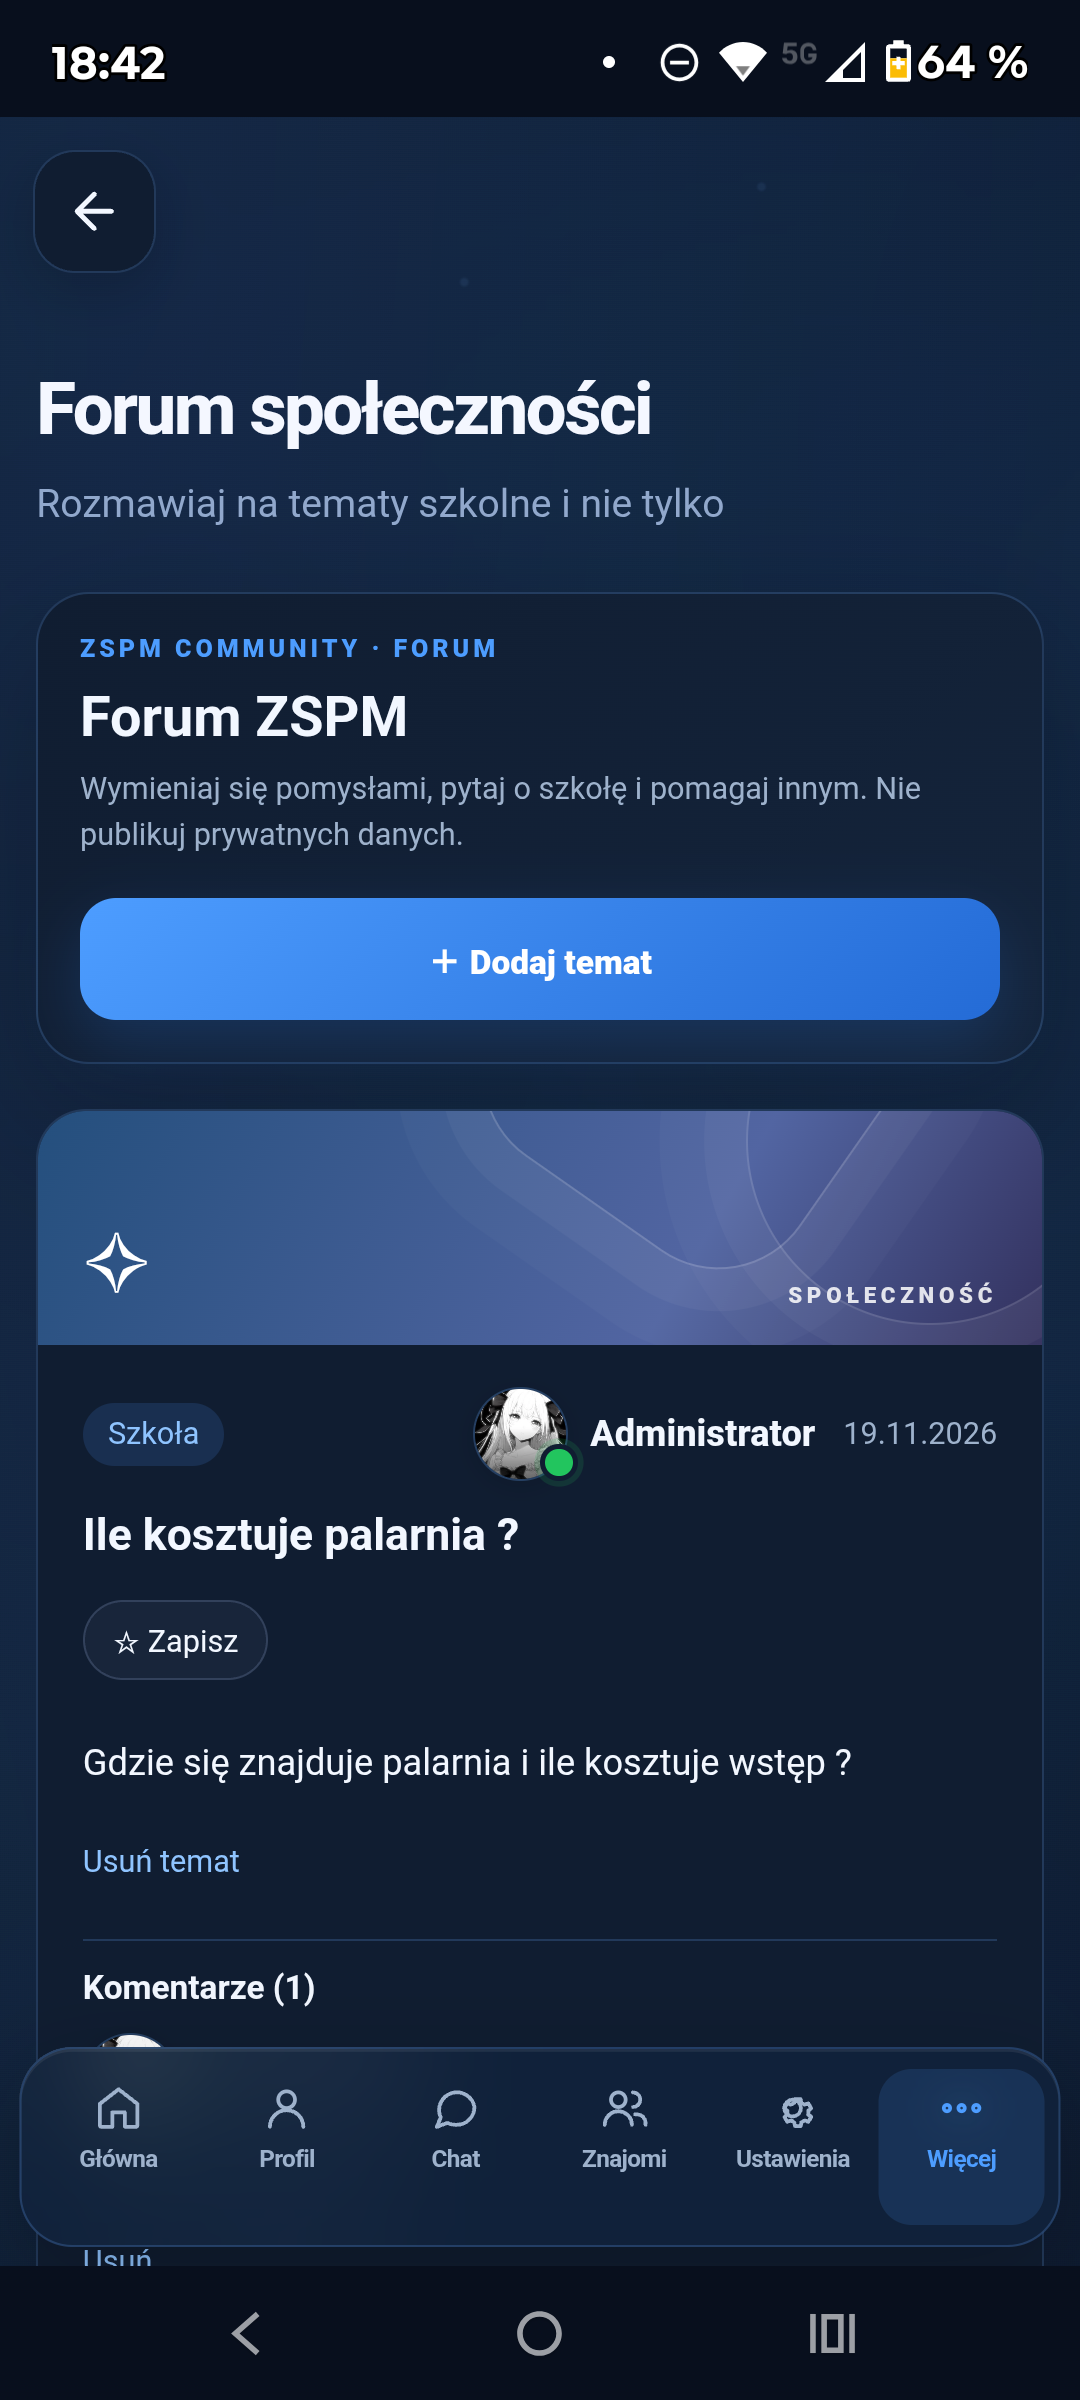 18:42
5G
64 %
Forum społeczności
Rozmawiaj na tematy szkolne i nie tylko
ZSPM COMMUNITY · FORUM
Forum ZSPM
Wymieniaj się pomysłami, pytaj o szkołę i pomagaj innym. Nie
publikuj prywatnych danych.
+ Dodaj temat
SPOŁECZNOŚĆ
Szkoła
Administrator
19.11.2026
Ile kosztuje palarnia ?
☆ Zapisz
Gdzie się znajduje palarnia i ile kosztuje wstęp ?
Usuń temat
Komentarze (1)
Główna
Profil
Chat
Znajomi
Ustawienia
Więcej
Usuń